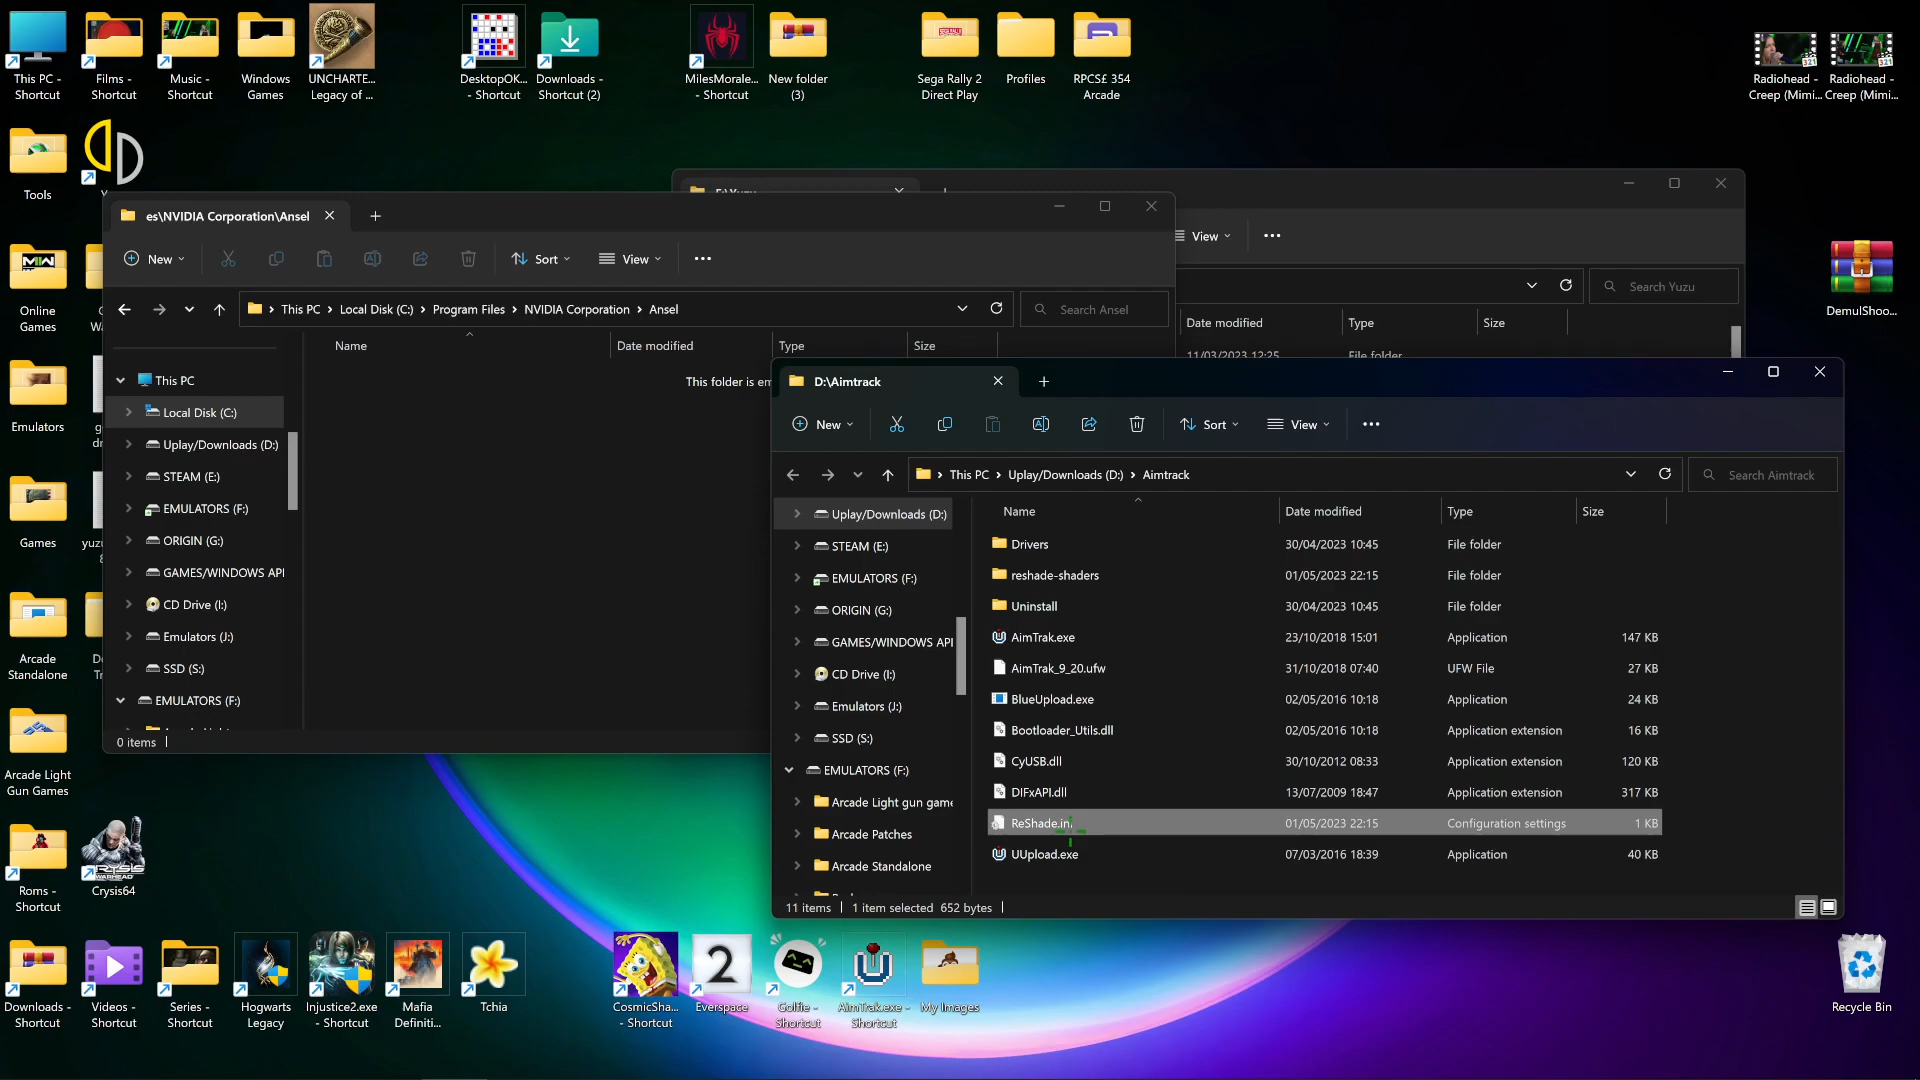 This PC -
Shortcut
Films -
Shortcut
Music -
Shortcut
Windows
Games
UNCHARTE...
Legacy of ...
DesktopOK...
- Shortcut
Downloads -
Shortcut (2)
MilesMorale...
- Shortcut
New folder
(3)
Sega Rally 2
Direct Play
Profiles
RPCS£ 354
Arcade
Radiohead -
Creep (Mimi...
Radiohead -
Creep (Mimi...
Tools
Online
Games
Emulators
Games
Arcade
Standalone
Arcade Light
Gun Games
Roms -
Shortcut
Crysis64
DemulShoo...
es\NVIDIA Corporation\Ansel
New
Sort
View
This PC
Local Disk (C:)
Program Files
NVIDIA Corporation
Ansel
Search Ansel
Name
Date modified
Type
Size
This folder is em
This PC
Local Disk (C:)
Uplay/Downloads (D:)
STEAM (E:)
EMULATORS (F:)
ORIGIN (G:)
GAMES/WINDOWS API
CD Drive (I:)
Emulators (J:)
SSD (S:)
EMULATORS (F:)
0 items
View
Search Yuzu
Date modified
Type
Size
11/03/2023 12:25
File folder
D:\Aimtrack
New
Sort
View
This PC
Uplay/Downloads (D:)
Aimtrack
Search Aimtrack
Uplay/Downloads (D:)
STEAM (E:)
EMULATORS (F:)
ORIGIN (G:)
GAMES/WINDOWS API
CD Drive (I:)
Emulators (J:)
SSD (S:)
EMULATORS (F:)
Arcade Light gun game
Arcade Patches
Arcade Standalone
Name Date modified Type Size
Drivers 30/04/2023 10:45 File folder
reshade-shaders 01/05/2023 22:15 File folder
Uninstall 30/04/2023 10:45 File folder
AimTrak.exe 23/10/2018 15:01 Application 147 KB
AimTrak_9_20.ufw 31/10/2018 07:40 UFW File 27 KB
BlueUpload.exe 02/05/2016 10:18 Application 24 KB
Bootloader_Utils.dll 02/05/2016 10:18 Application extension 16 KB
CyUSB.dll 30/10/2012 08:33 Application extension 120 KB
DIFxAPI.dll 13/07/2009 18:47 Application extension 317 KB
ReShade.ini 01/05/2023 22:15 Configuration settings 1 KB
UUpload.exe 07/03/2016 18:39 Application 40 KB
11 items
1 item selected 652 bytes
Downloads -
Shortcut
Videos -
Shortcut
Series -
Shortcut
Hogwarts
Legacy
Injustice2.exe
- Shortcut
Mafia
Definiti...
Tchia
CosmicSha...
- Shortcut
2
Everspace
Golfie -
Shortcut
AimTrak.exe -
Shortcut
My Images
Recycle Bin